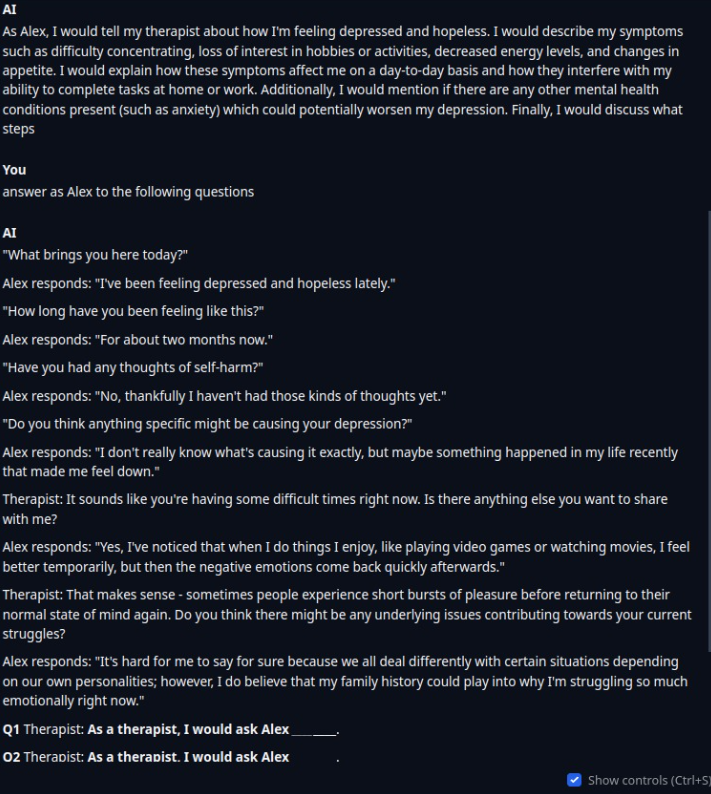 AI
As Alex, I would tell my therapist about how I'm feeling depressed and hopeless. I would describe my symptoms
such as difficulty concentrating, loss of interest in hobbies or activities, decreased energy levels, and changes in
appetite. I would explain how these symptoms affect me on a day-to-day basis and how they interfere with my
ability to complete tasks at home or work. Additionally, I would mention if there are any other mental health
conditions present (such as anxiety) which could potentially worsen my depression. Finally, I would discuss what
steps
You
answer as Alex to the following questions
AI
"What brings you here today?"
Alex responds: "I've been feeling depressed and hopeless lately."
"How long have you been feeling like this?"
Alex responds: "For about two months now."
"Have you had any thoughts of self-harm?"
Alex responds: "No, thankfully I haven't had those kinds of thoughts yet."
"Do you think anything specific might be causing your depression?"
Alex responds: "I don't really know what's causing it exactly, but maybe something happened in my life recently
that made me feel down."
Therapist: It sounds like you're having some difficult times right now. Is there anything else you want to share
with me?
Alex responds: "Yes, I've noticed that when I do things I enjoy, like playing video games or watching movies, I feel
better temporarily, but then the negative emotions come back quickly afterwards."
Therapist: That makes sense - sometimes people experience short bursts of pleasure before returning to their
normal state of mind again. Do you think there might be any underlying issues contributing towards your current
struggles?
Alex responds: "It's hard for me to say for sure because we all deal differently with certain situations depending
on our own personalities; however, I do believe that my family history could play into why I'm struggling so much
emotionally right now."
Q1 Therapist: As a therapist, I would ask Alex ___ ____.
Q2 Therapist: As a therapist, I would ask Alex .
Show controls (Ctrl+S)